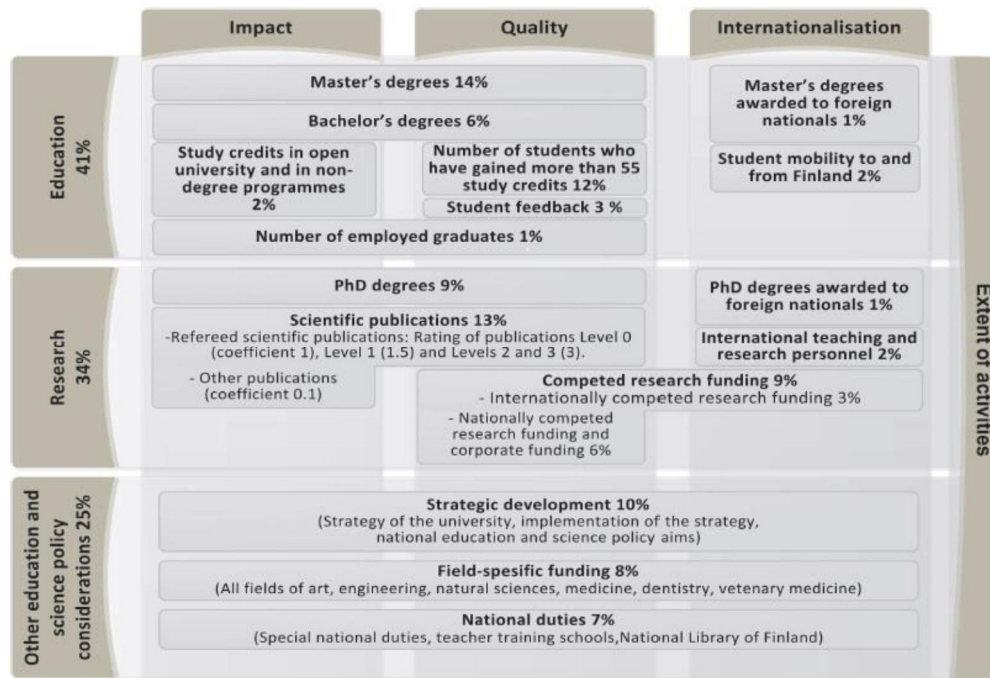 Impact
Quality
Internationalisation
Education
41%
Master's degrees 14%
Bachelor's degrees 6%
Study credits in open
university and in non-
degree programmes
2%
Number of students who
have gained more than 55
study credits 12%
Student feedback 3 %
Number of employed graduates 1%
Master's degrees
awarded to foreign
nationals 1%
Student mobility to and
from Finland 2%
Research
34%
PhD degrees 9%
Scientific publications 13%
-Refereed scientific publications: Rating of publications Level 0
(coefficient 1), Level 1 (1.5) and Levels 2 and 3 (3).
- Other publications
(coefficient 0.1)
PhD degrees awarded to
foreign nationals 1%
International teaching and
research personnel 2%
Competed research funding 9%
- Internationally competed research funding 3%
- Nationally competed
research funding and
corporate funding 6%
Other education and
science policy
considerations 25%
Strategic development 10%
(Strategy of the university, implementation of the strategy,
national education and science policy aims)
Field-spesific funding 8%
(All fields of art, engineering, natural sciences, medicine, dentistry, vetenary medicine)
National duties 7%
(Special national duties, teacher training schools,National Library of Finland)
Extent of activities